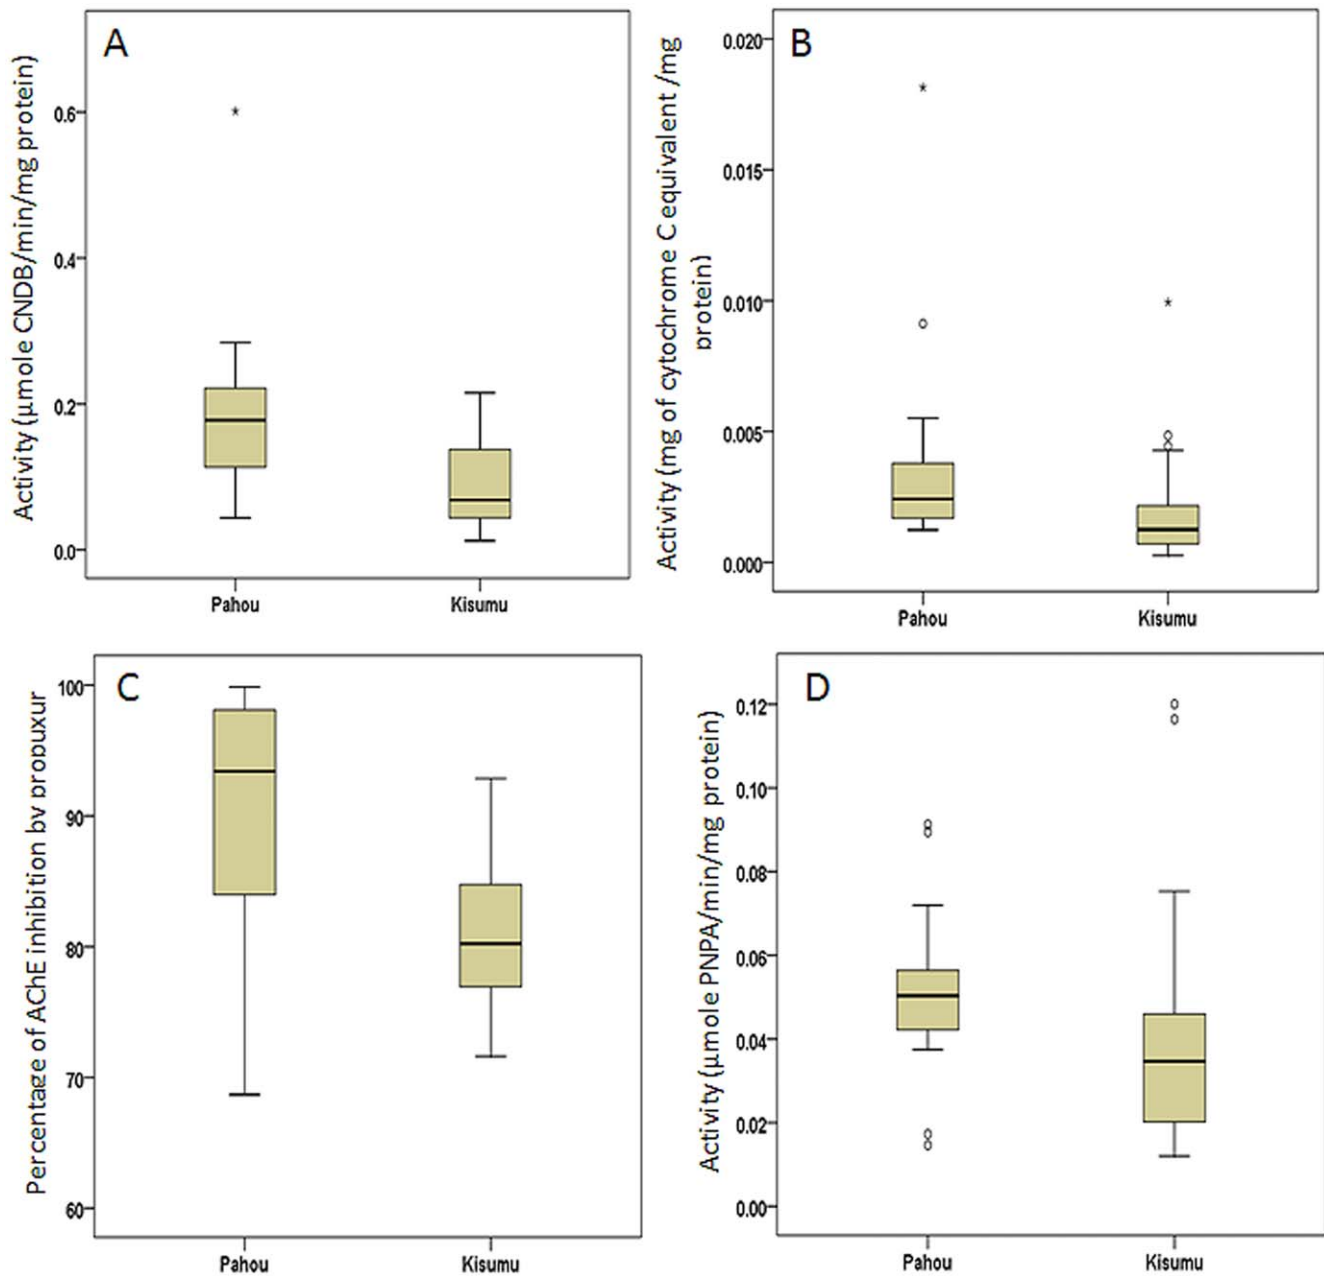 A
Activity (µmole CNDB/min/mg protein)
0.6
0.4
0.2
0.0
Pahou
Kisumu
B
Activity (mg of cytochrome C equivalent /mg
protein)
0.020
0.015
0.010
0.005
0.000
Pahou
Kisumu
C
Percentage of AChE inhibition by propuxur
100
90
80
70
60
Pahou
Kisumu
D
Activity (µmole PNPA/min/mg protein)
0.12
0.10
0.08
0.06
0.04
0.02
0.00
Pahou
Kisumu